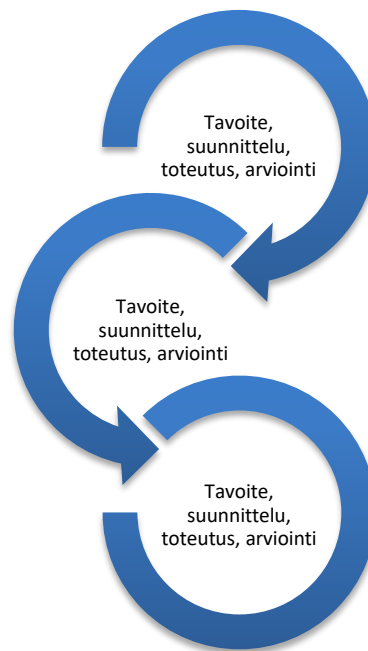 Tavoite,
suunnittelu,
toteutus, arviointi
Tavoite,
suunnittelu,
toteutus, arviointi
Tavoite,
suunnittelu,
toteutus, arviointi